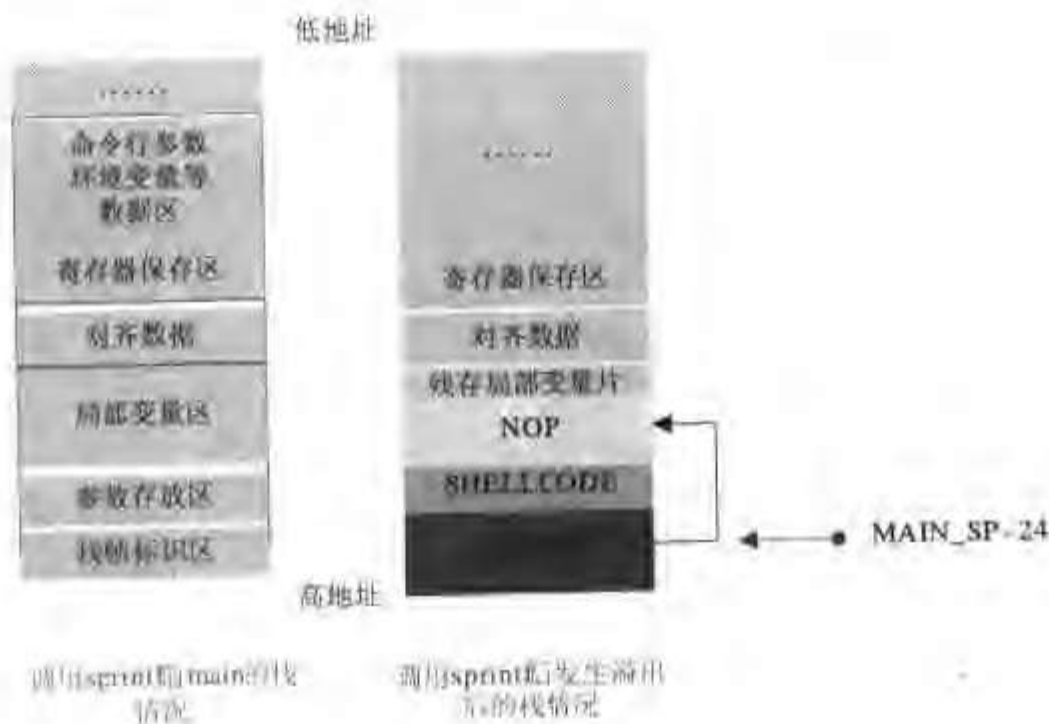 低地址
······
命令行参数
环境变量等
数据区
寄存器保存区
对齐数据
局部变量区
参数存放区
栈帧标识区
······
寄存器保存区
对齐数据
残存局部变量片
NOP
SHELLCODE
MAIN_SP-24
高地址
调用sprint后main的栈
情况
调用sprint后发生溢出
后的栈情况